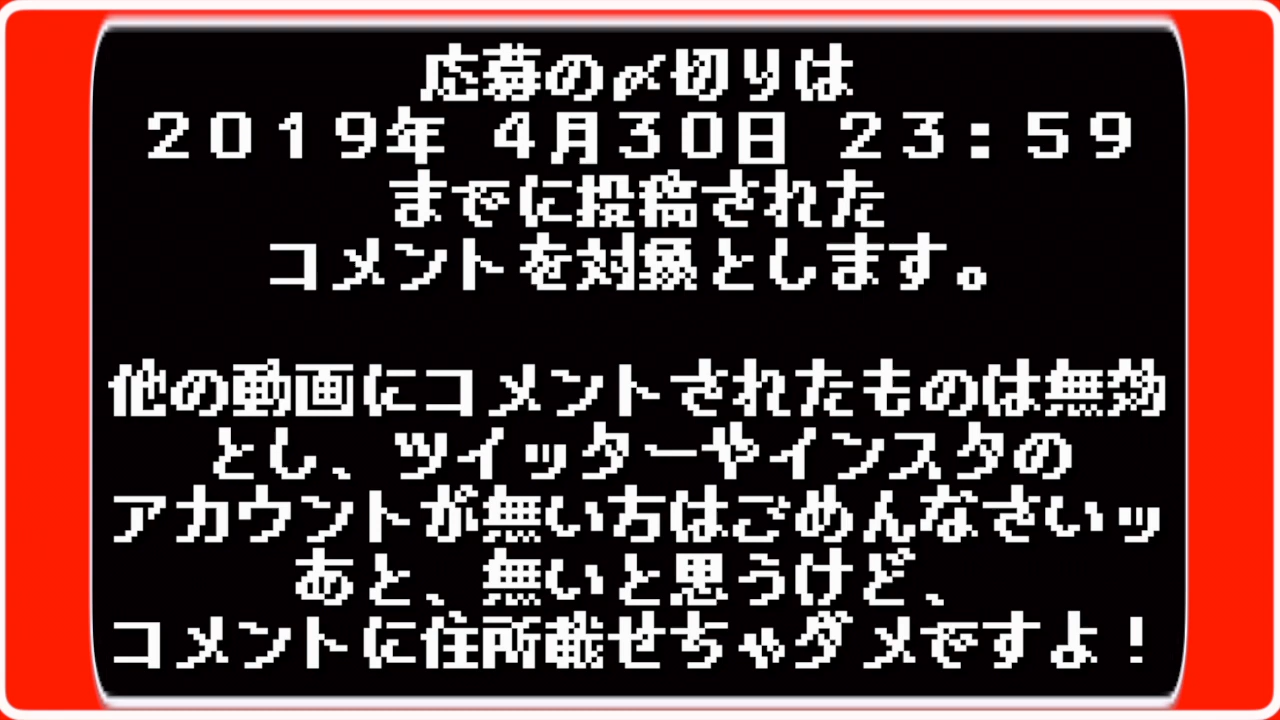 応募の〆切りは
２０１９年 ４月３０日 ２３：５９
までに投稿された
コメントを対象とします。
他の動画にコメントされたものは無効
とし、ツイッターやインスタの
アカウントが無い方はごめんなさいッ
あと、無いと思うけど、
コメントに住所載せちゃダメですよ！